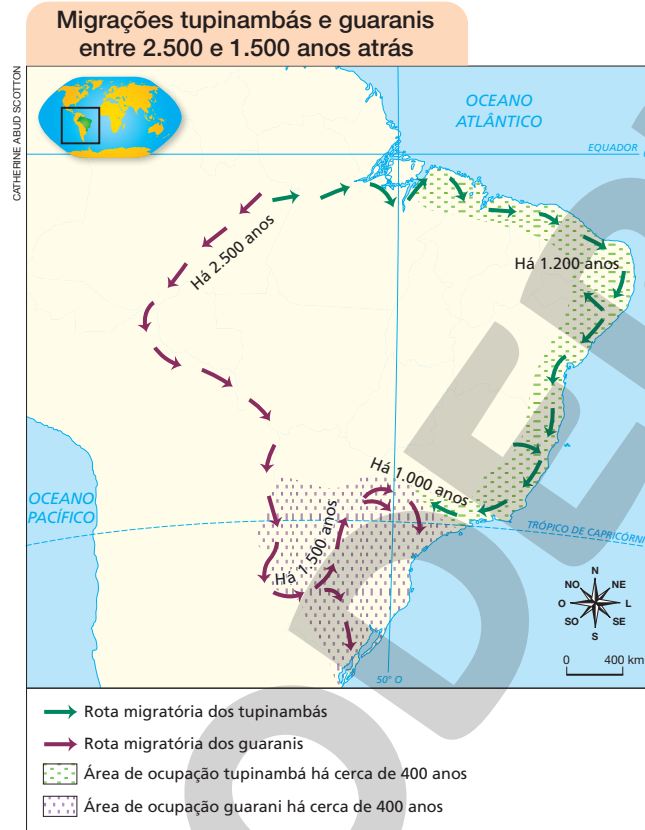 Migrações tupinambás e guaranis
entre 2.500 e 1.500 anos atrás
CATHERINE ABUD SCOTTON
OCEANO
ATLÂNTICO
EQUADOR
Há 2.500 anos
Há 1.200 anos
Há 1.000 anos
OCEANO
PACÍFICO
Há 1.500 anos
TRÓPICO DE CAPRICÓRNI
N
NO NE
O L
SO SE
S
0 400 km
50° O
Rota migratória dos tupinambás
Rota migratória dos guaranis
Área de ocupação tupinambá há cerca de 400 anos
Área de ocupação guarani há cerca de 400 anos